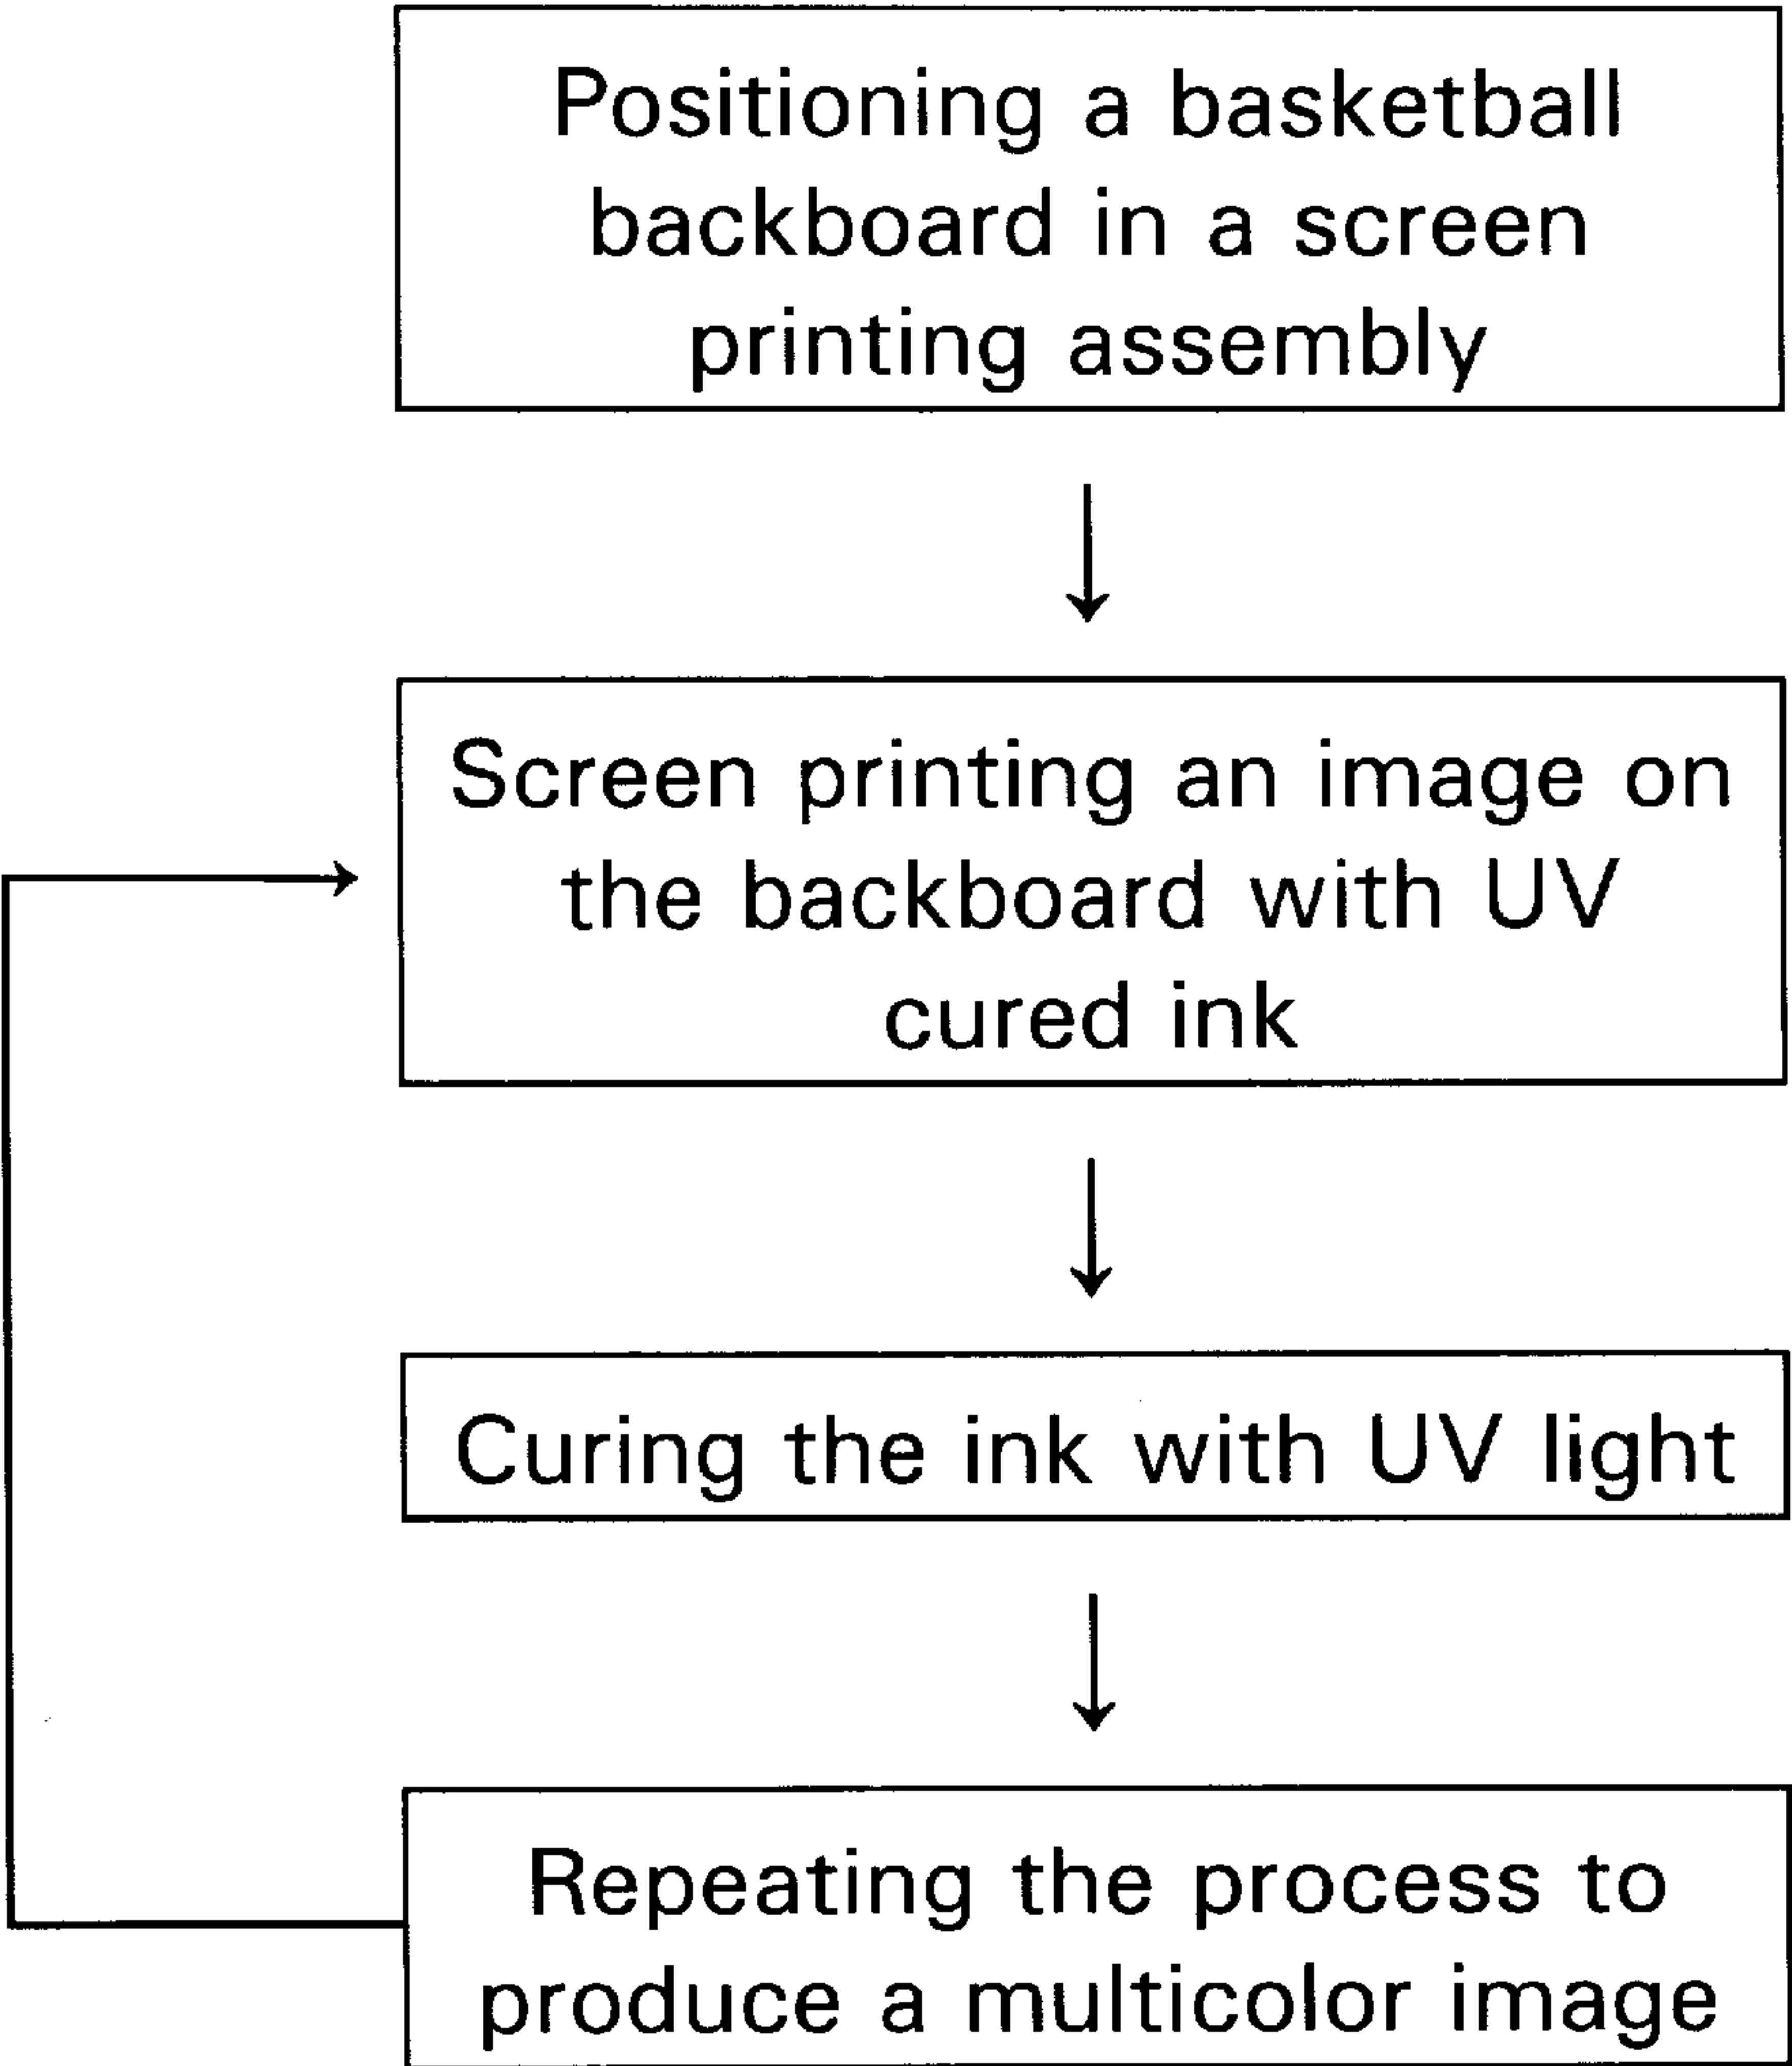 Positioning a basketball
backboard in a screen
printing assembly
Screen printing an image on
the backboard with UV
cured ink
Curing the ink with UV light
Repeating the process to
produce a multicolor image